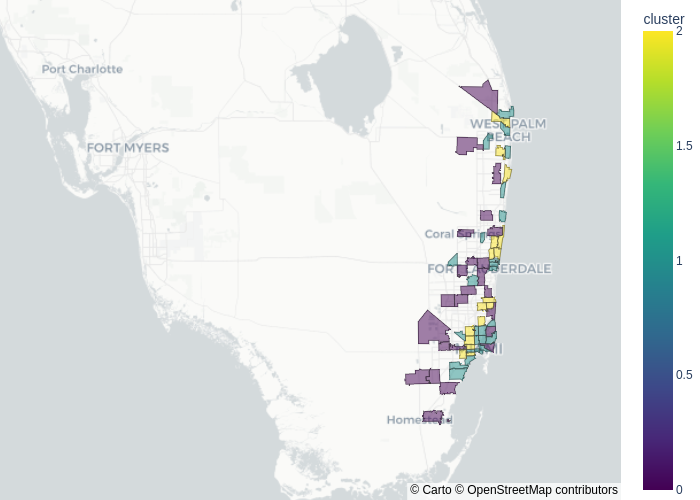 cluster
2
Port Charlotte
WEST PALM
BEACH
1.5
FORT MYERS
Coral Springs
1
FORT LAUDERDALE
0.5
Homestead
0
© Carto © OpenStreetMap contributors